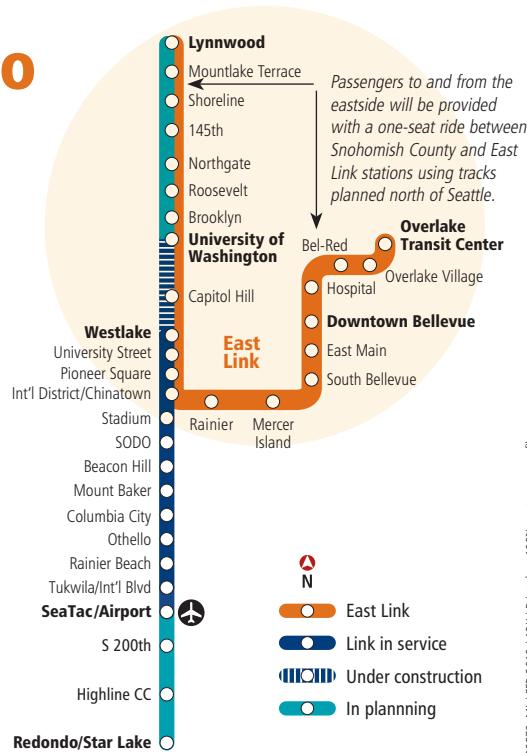 O
Lynnwood
Mountlake Terrace
Shoreline
145th
Northgate
Roosevelt
Brooklyn
University of
Washington
Capitol Hill
Passengers to and from the
eastside will be provided
with a one-seat ride between
Snohomish County and East
Link stations using tracks
planned north of Seattle.
Overlake
Transit Center
Bel-Red
Overlake Village
Hospital
Downtown Bellevue
East Main
South Bellevue
East
Link
Westlake
University Street
Pioneer Square
Int'l District/Chinatown
Rainier
Mercer
Island
Stadium
SODO
Beacon Hill
Mount Baker
Columbia City
Othello
Rainier Beach
Tukwila/Int'l Blvd
SeaTac/Airport
S 200th
Highline CC
Redondo/Star Lake
N
East Link
Link in service
Under construction
In plannning